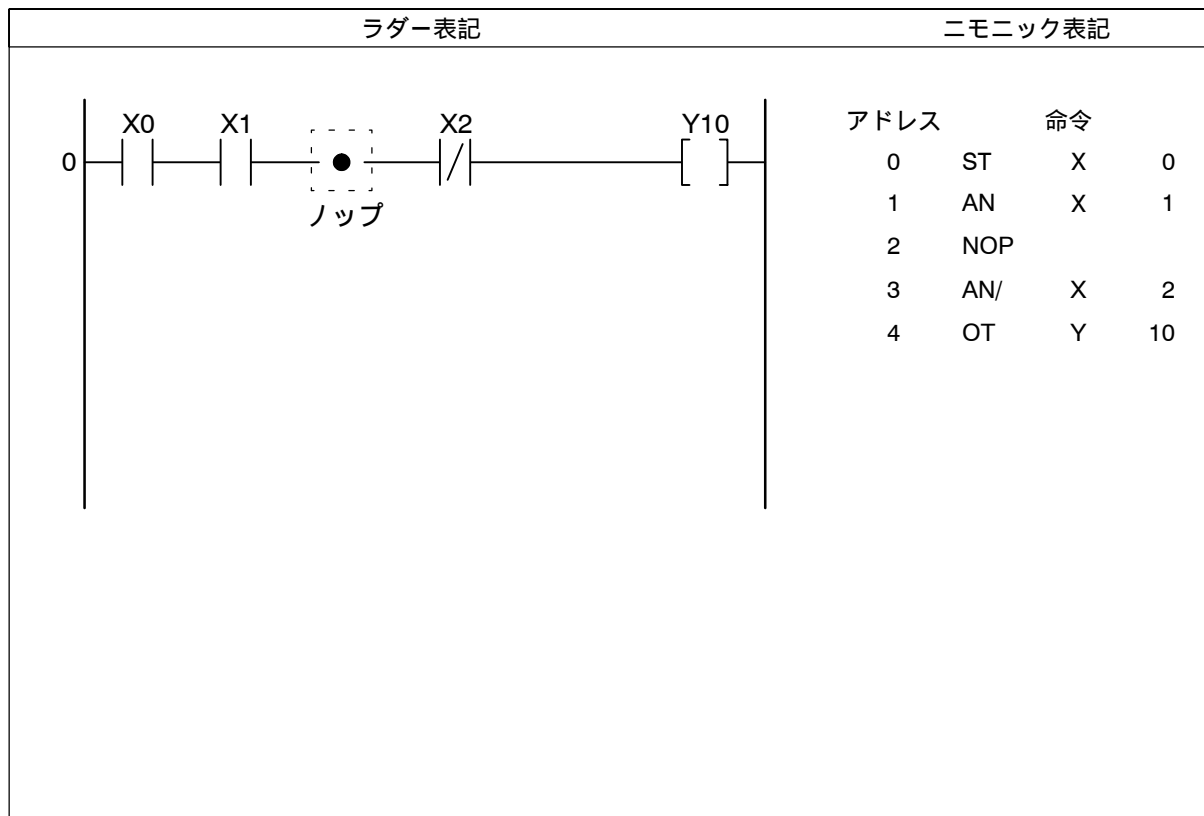 ラダー表記 ニモニック表記
X0 X1 X2 Y10
0
ノップ
アドレス 命令
0 ST X 0
1 AN X 1
2 NOP
3 AN/ X 2
4 OT Y 10